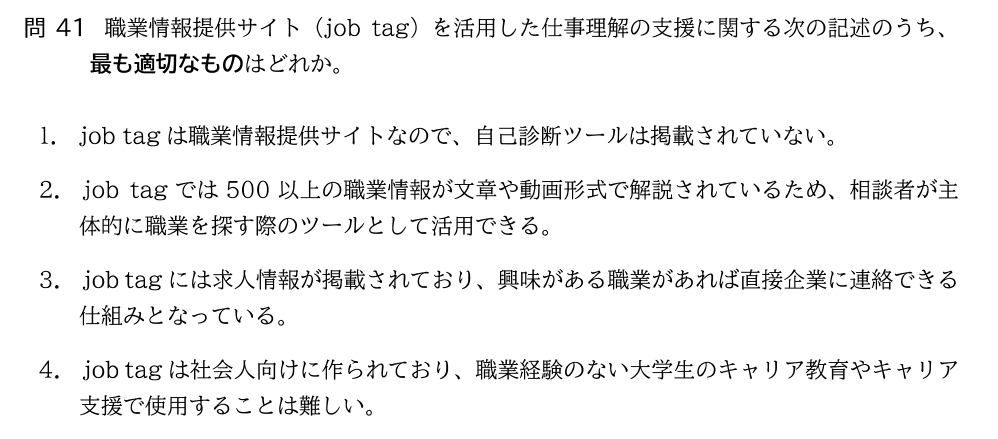 問 41 職業情報提供サイト（job tag）を活用した仕事理解の支援に関する次の記述のうち、
最も適切なものはどれか。
1. job tag は職業情報提供サイトなので、自己診断ツールは掲載されていない。
2. job tag では 500 以上の職業情報が文章や動画形式で解説されているため、相談者が主
体的に職業を探す際のツールとして活用できる。
3. job tag には求人情報が掲載されており、興味がある職業があれば直接企業に連絡できる
仕組みとなっている。
4. job tag は社会人向けに作られており、職業経験のない大学生のキャリア教育やキャリア
支援で使用することは難しい。